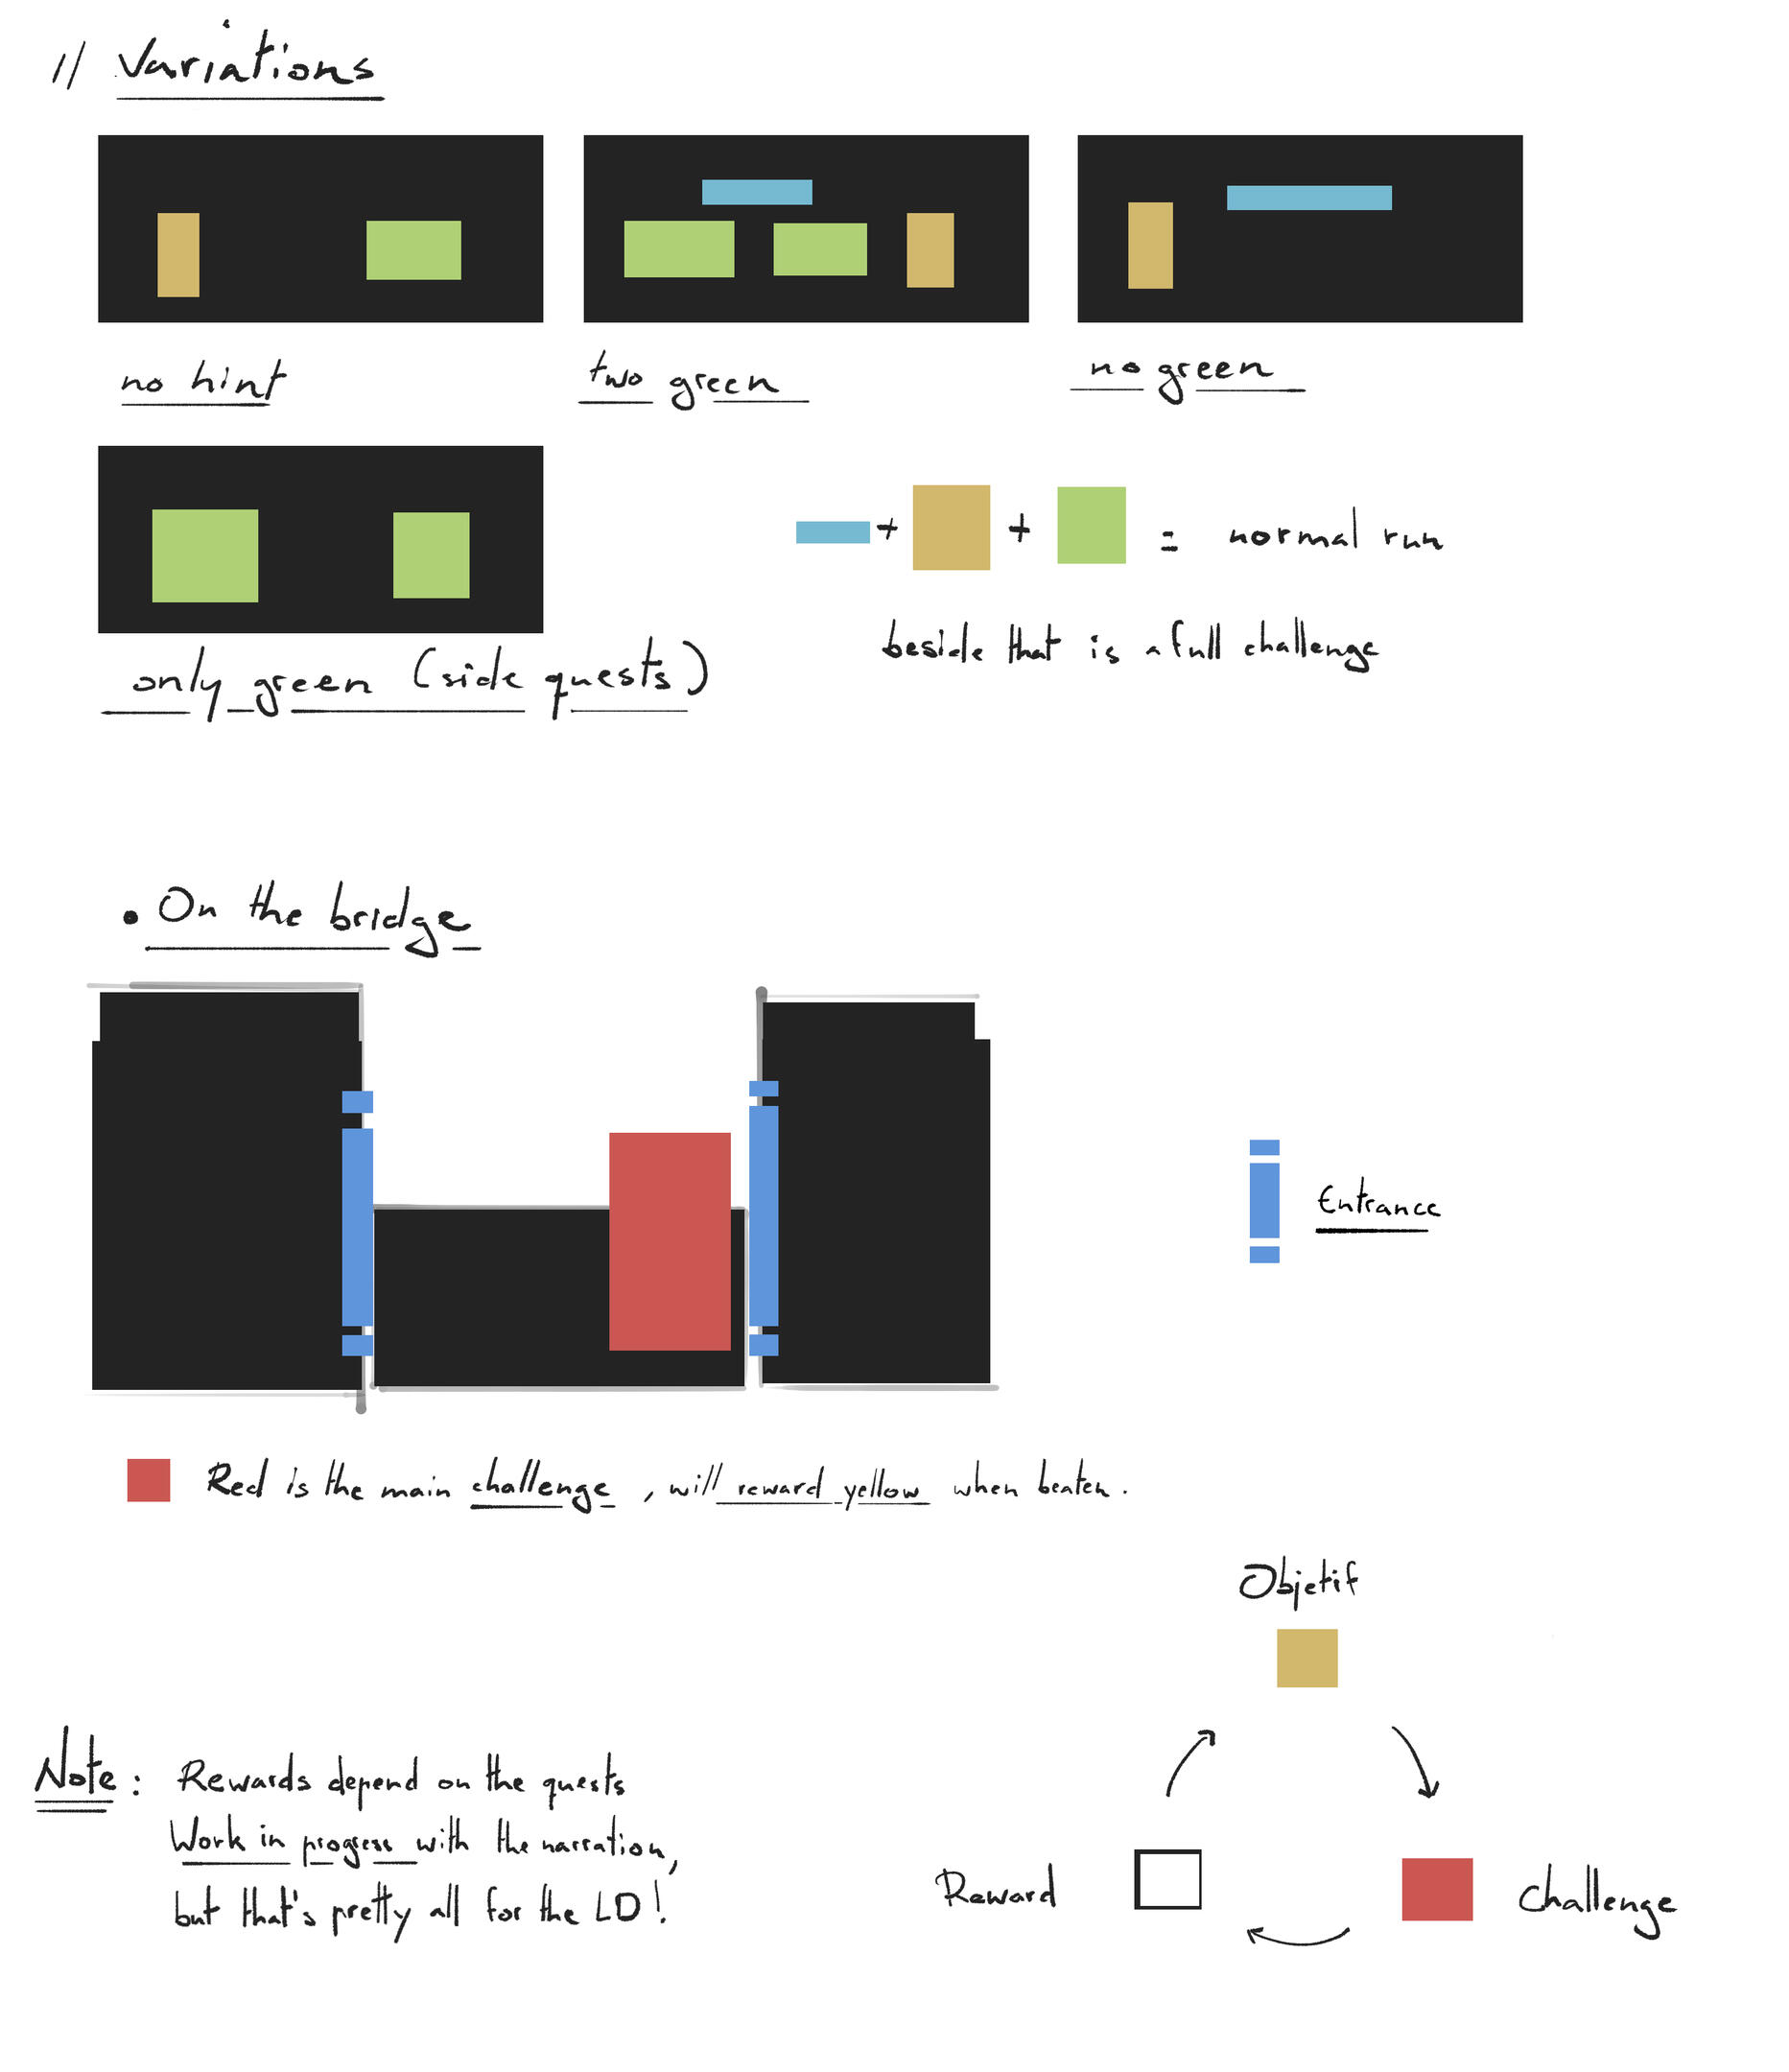 // Variations
no hint
two green
no green
+ + = normal run
beside that is a full challenge
only green (side quests)
• On the bridge
Entrance
Red is the main challenge, will reward yellow when beaten.
Objetif
Note: Rewards depend on the quests
Work in progress with the narration,
but that's pretty all for the LD!
Reward
Challenge